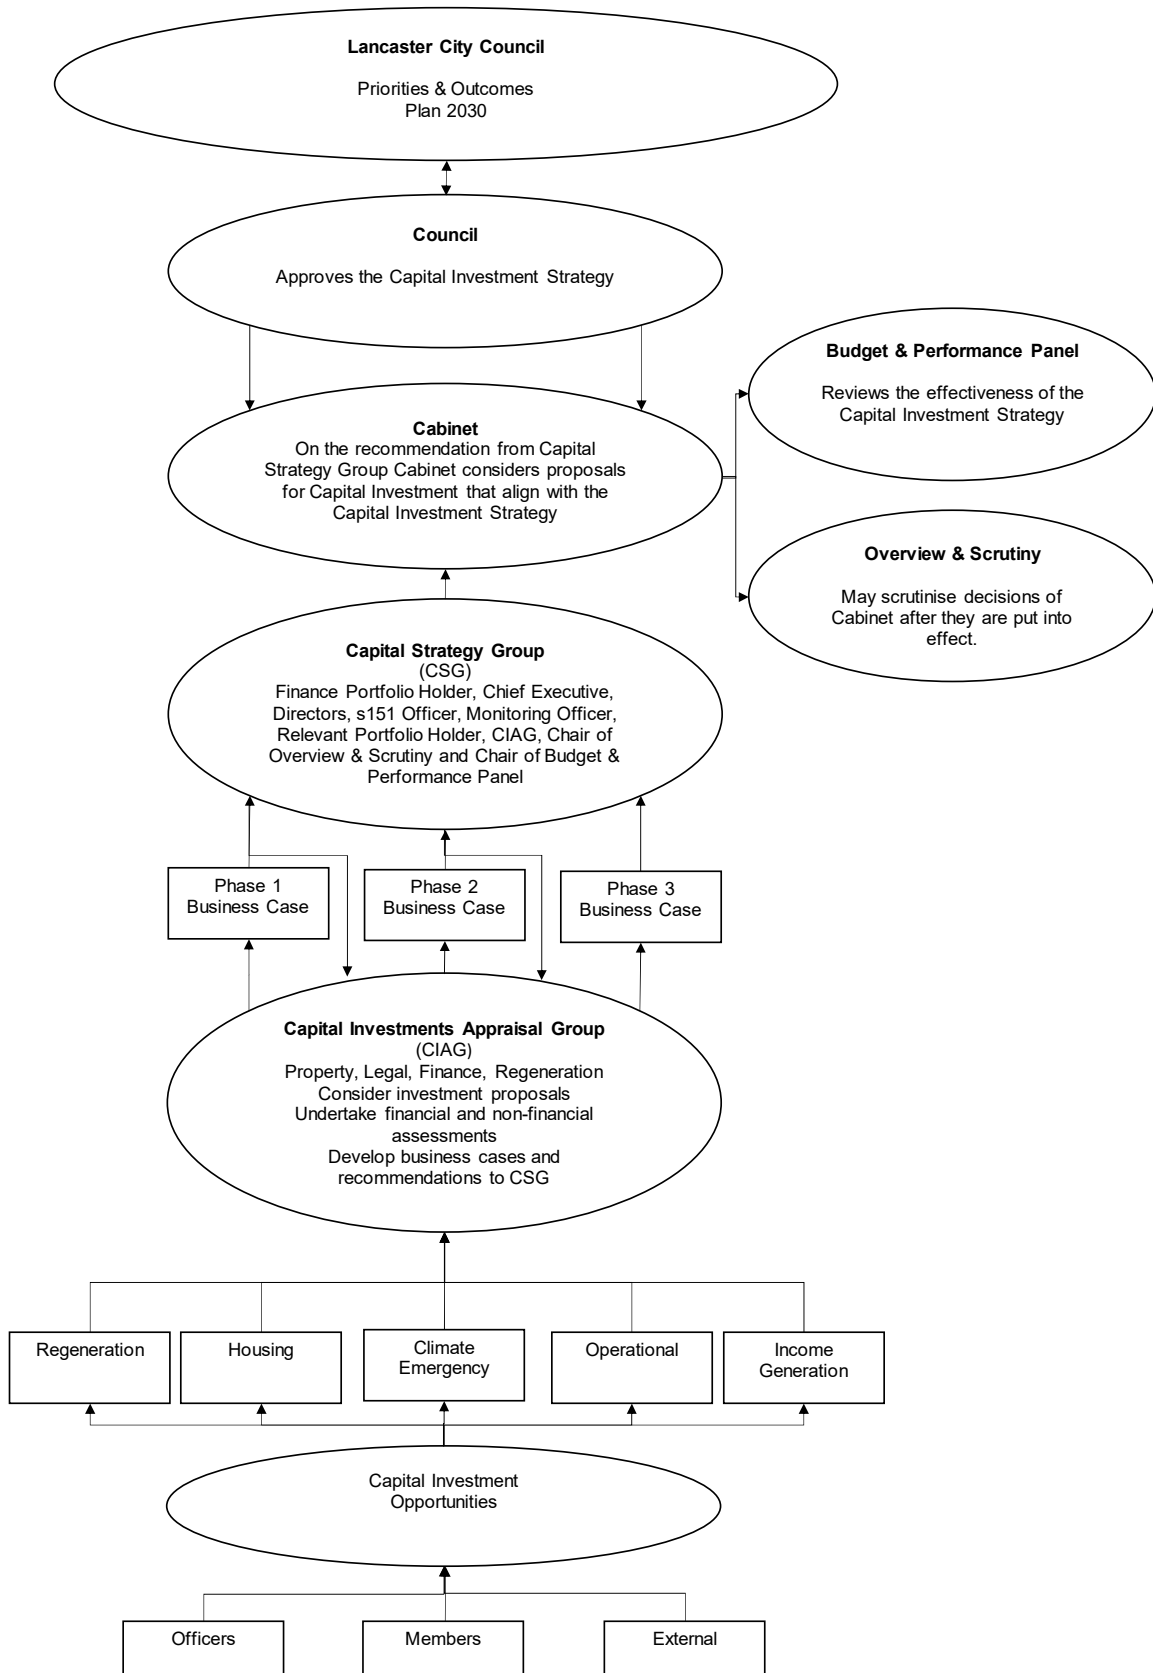 Lancaster City Council
Priorities & Outcomes
Plan 2030
Council
Approves the Capital Investment Strategy
Budget & Performance Panel
Reviews the effectiveness of the
Capital Investment Strategy
Cabinet
On the recommendation from Capital
Strategy Group Cabinet considers proposals
for Capital Investment that align with the
Capital Investment Strategy
Overview & Scrutiny
May scrutinise decisions of
Cabinet after they are put into
effect.
Capital Strategy Group
(CSG)
Finance Portfolio Holder, Chief Executive,
Directors, s151 Officer, Monitoring Officer,
Relevant Portfolio Holder, CIAG, Chair of
Overview & Scrutiny and Chair of Budget &
Performance Panel
Phase 1
Business Case
Phase 2
Business Case
Phase 3
Business Case
Capital Investments Appraisal Group
(CIAG)
Property, Legal, Finance, Regeneration
Consider investment proposals
Undertake financial and non-financial
assessments
Develop business cases and
recommendations to CSG
Regeneration
Housing
Climate
Emergency
Operational
Income
Generation
Capital Investment
Opportunities
Officers
Members
External